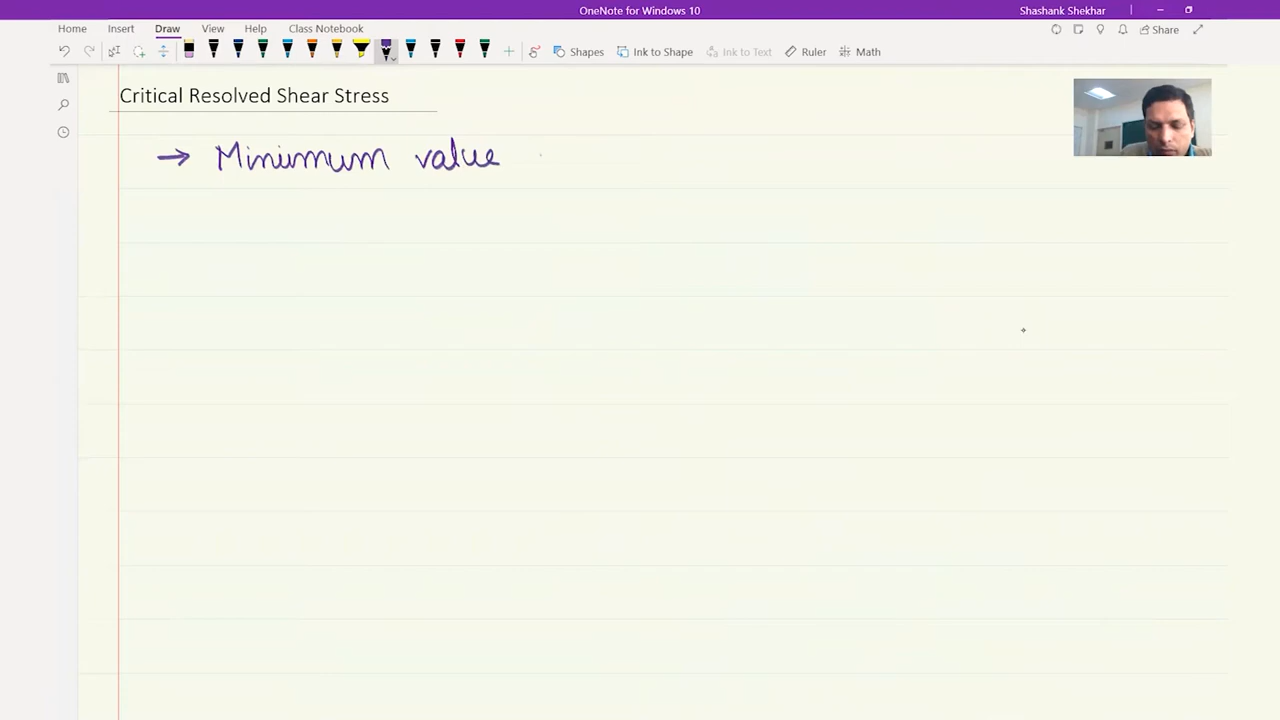 OneNote for Windows 10
Shashank Shekhar
Home Insert Draw View Help Class Notebook
Share
Shapes Ink to Shape Ink to Text Ruler Math
Critical Resolved Shear Stress
→ Minimum value